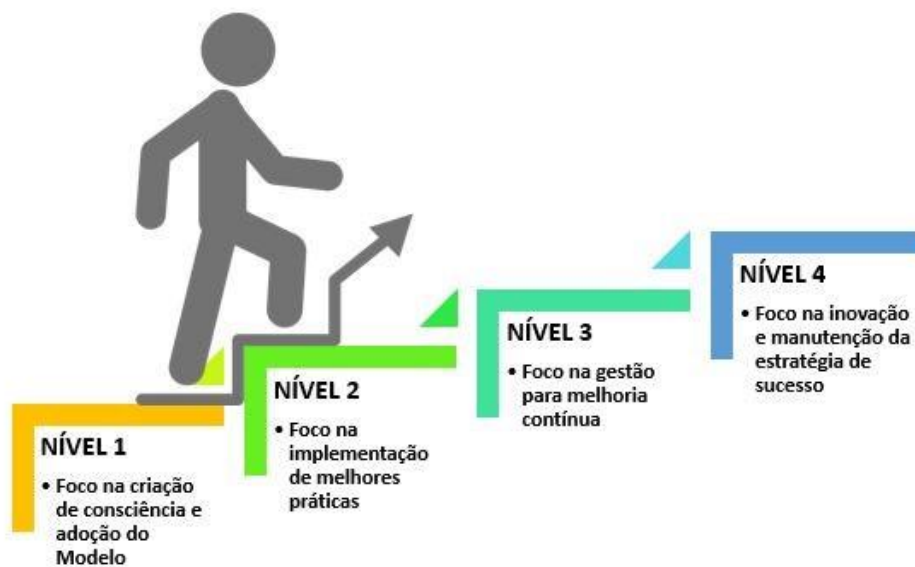 NÍVEL 1
• Foco na criação
de consciência e
adoção do
Modelo
NÍVEL 2
• Foco na
implementação
de melhores
práticas
NÍVEL 3
• Foco na gestão
para melhoria
contínua
NÍVEL 4
• Foco na inovação
e manutenção da
estratégia de
sucesso